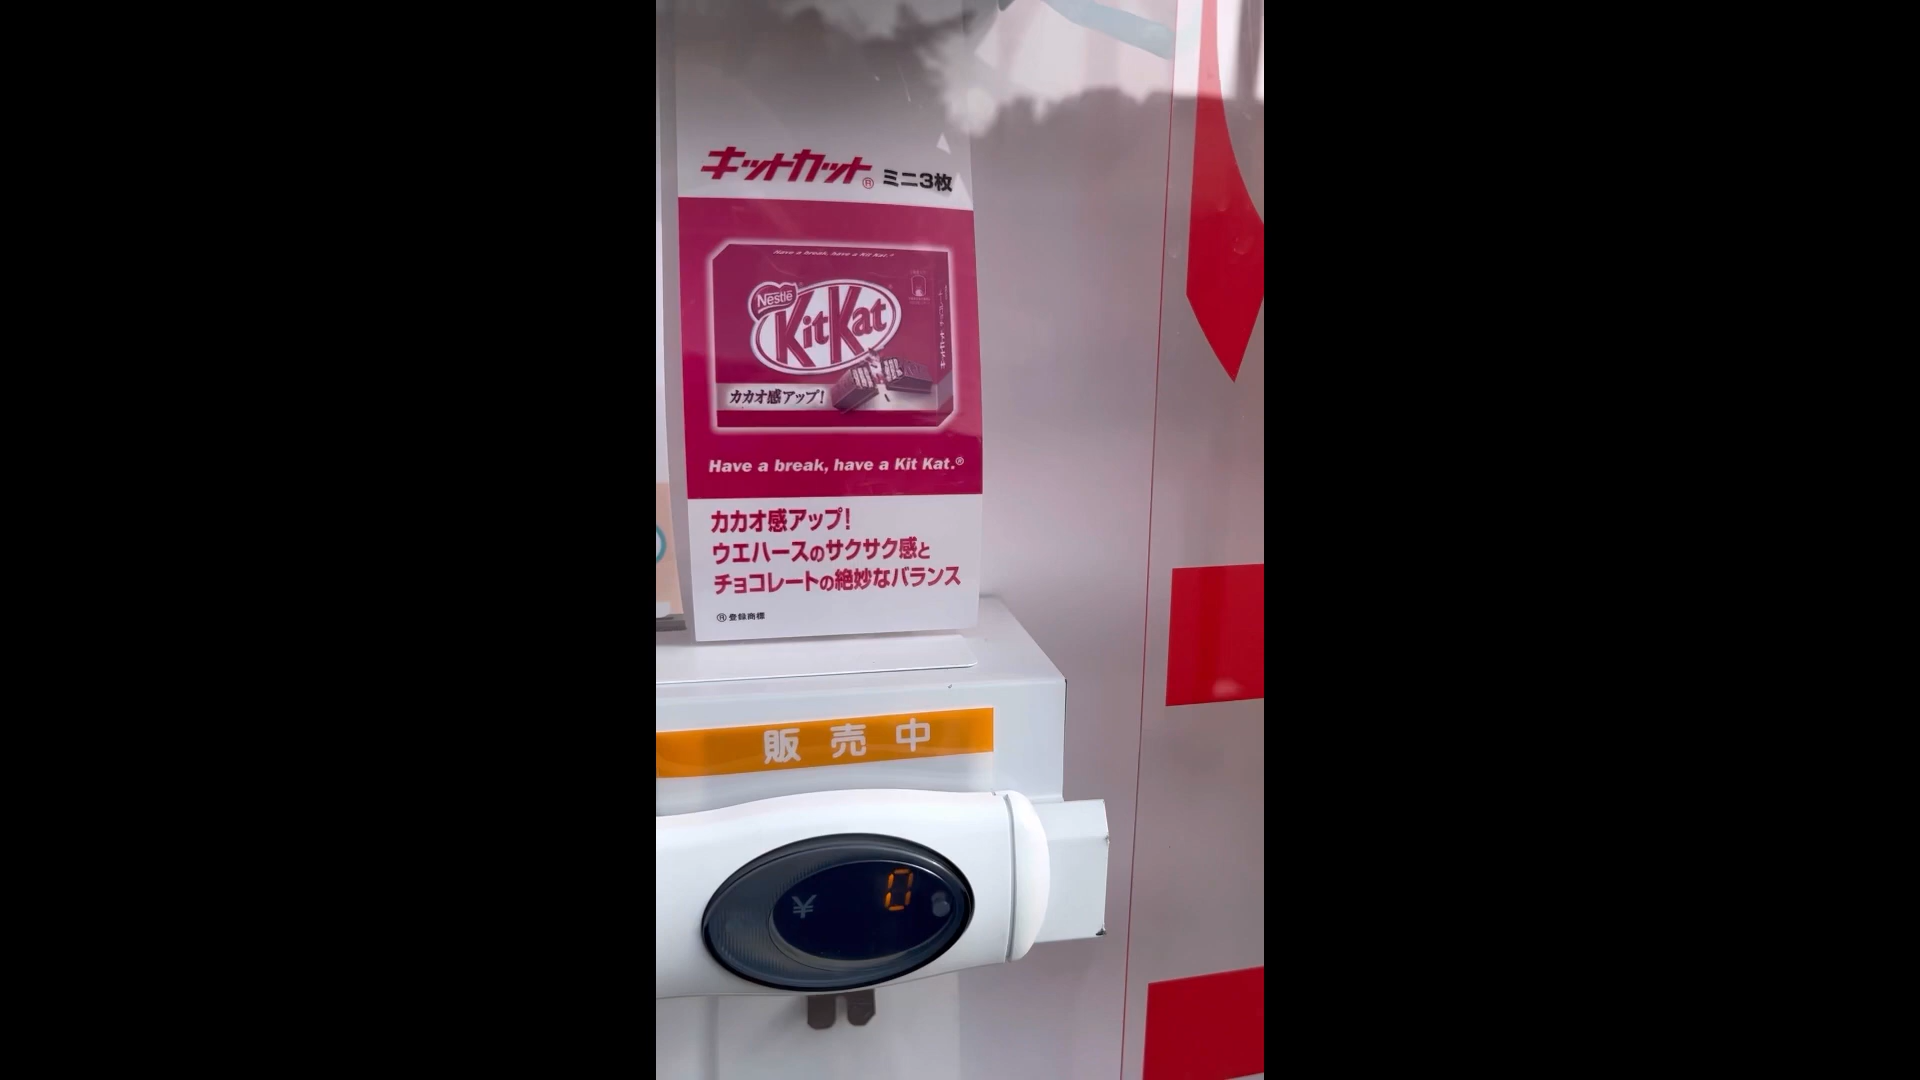 キットカット® ミニ3枚
Have a break, have a Kit Kat.®
Nestlé
KitKat
カカオ感アップ!
Have a break, have a Kit Kat.®
カカオ感アップ!
ウエハースのサクサク感と
チョコレートの絶妙なバランス
®登録商標
販売中
¥ 0